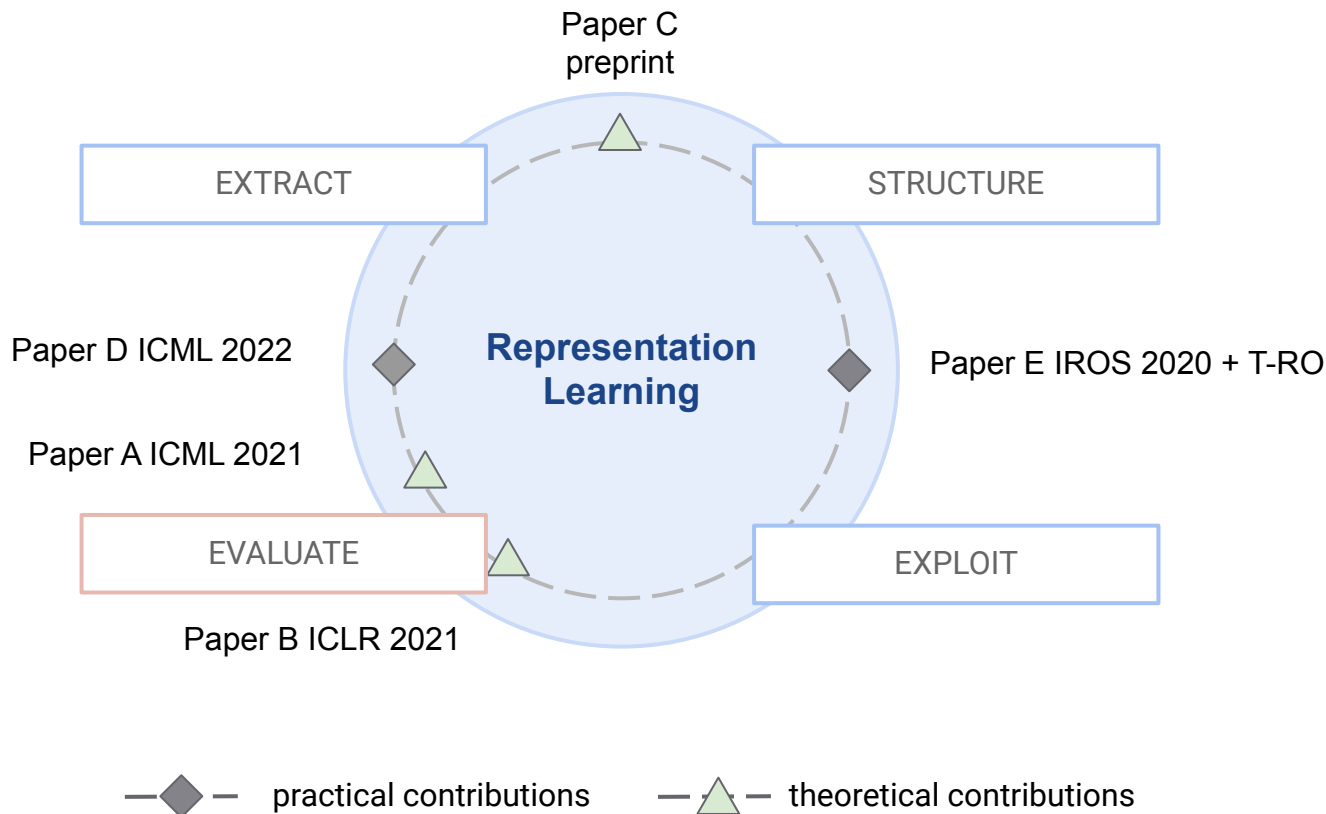 Paper C
preprint
EXTRACT
STRUCTURE
Paper D ICML 2022
Representation
Learning
Paper E IROS 2020 + T-RO
Paper A ICML 2021
EVALUATE
EXPLOIT
Paper B ICLR 2021
practical contributions
theoretical contributions